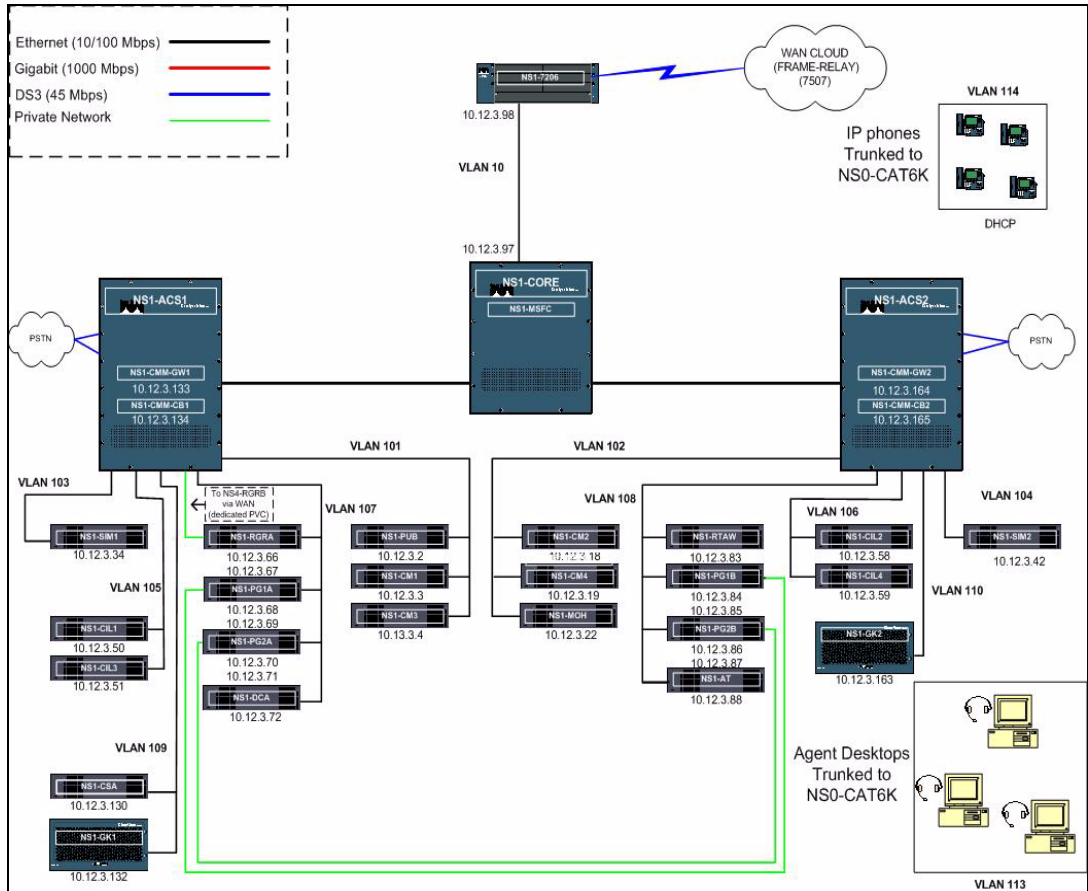 Ethernet (10/100 Mbps)
Gigabit (1000 Mbps)
DS3 (45 Mbps)
Private Network
NS1-7206
10.12.3.98
WAN CLOUD
(FRAME-RELAY)
(7507)
VLAN 114
IP phones
Trunked to
NS0-CAT6K
DHCP
VLAN 10
10.12.3.97
NS1-CORE
NS1-MSFC
NS1-ACS1
PSTN
NS1-CMM-GW1
10.12.3.133
NS1-CMM-CB1
10.12.3.134
NS1-ACS2
PSTN
NS1-CMM-GW2
10.12.3.164
NS1-CMM-CB2
10.12.3.165
VLAN 101
VLAN 102
VLAN 103
To NS4-RGRB
via WAN
(dedicated PVC)
VLAN 107
VLAN 108
VLAN 106
VLAN 104
NS1-SIM1
10.12.3.34
NS1-RGRA
10.12.3.66
10.12.3.67
NS1-PUB
10.12.3.2
NS1-CM2
10.12.3.18
NS1-RTAW
10.12.3.83
NS1-CIL2
10.12.3.58
NS1-SIM2
10.12.3.42
VLAN 105
NS1-PG1A
10.12.3.68
10.12.3.69
NS1-CM1
10.12.3.3
NS1-CM4
10.12.3.19
NS1-PG1B
10.12.3.84
10.12.3.85
NS1-CIL4
10.12.3.59
VLAN 110
NS1-CIL1
10.12.3.50
NS1-CIL3
10.12.3.51
NS1-PG2A
10.12.3.70
10.12.3.71
NS1-CM3
10.13.3.4
NS1-MOH
10.12.3.22
NS1-PG2B
10.12.3.86
10.12.3.87
NS1-GK2
10.12.3.163
NS1-DCA
10.12.3.72
NS1-AT
10.12.3.88
VLAN 109
NS1-CSA
10.12.3.130
NS1-GK1
10.12.3.132
Agent Desktops
Trunked to
NS0-CAT6K
VLAN 113